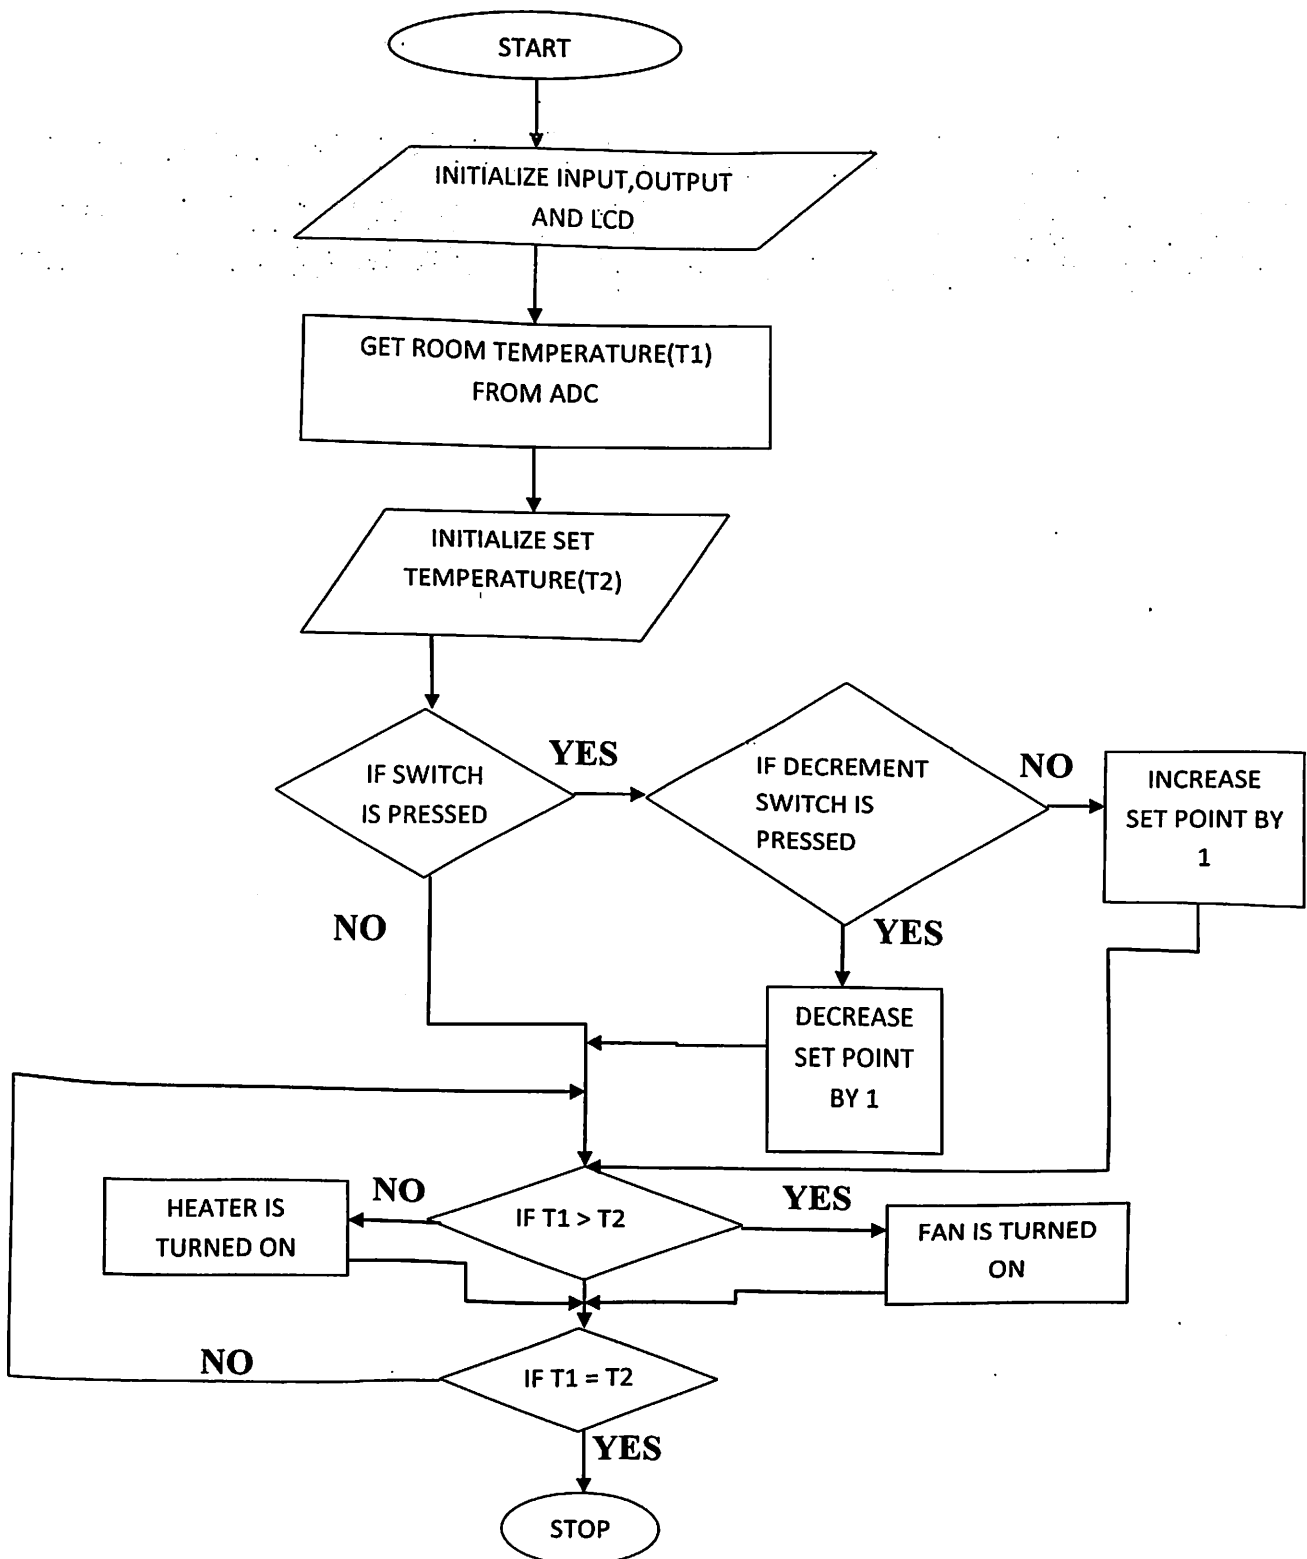 START
INITIALIZE INPUT,OUTPUT
AND LCD
GET ROOM TEMPERATURE(T1)
FROM ADC
INITIALIZE SET
TEMPERATURE(T2)
IF SWITCH
IS PRESSED
YES
IF DECREMENT
SWITCH IS
PRESSED
NO
INCREASE
SET POINT BY
1
NO
YES
DECREASE
SET POINT
BY 1
HEATER IS
TURNED ON
NO
IF T1 > T2
YES
FAN IS TURNED
ON
NO
IF T1 = T2
YES
STOP